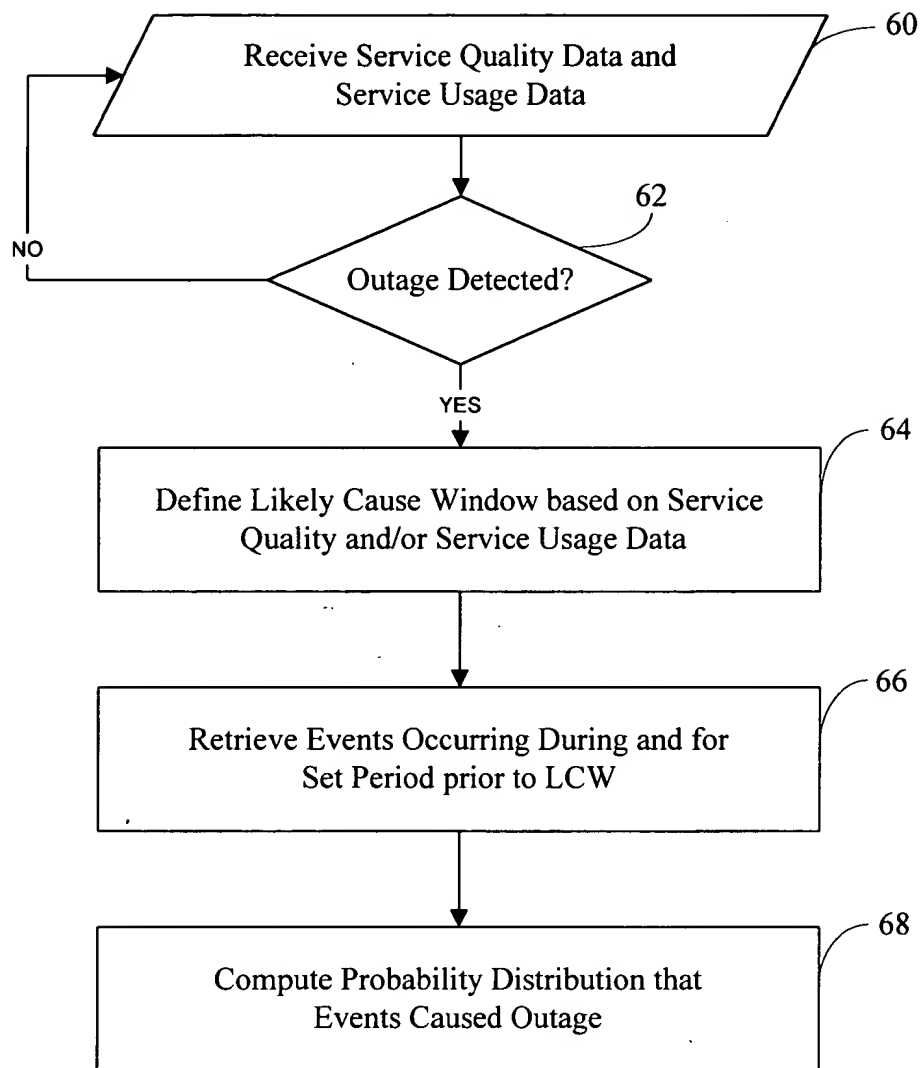 60
Receive Service Quality Data and
Service Usage Data
62
NO
Outage Detected?
YES
64
Define Likely Cause Window based on Service
Quality and/or Service Usage Data
66
Retrieve Events Occurring During and for
Set Period prior to LCW
68
Compute Probability Distribution that
Events Caused Outage